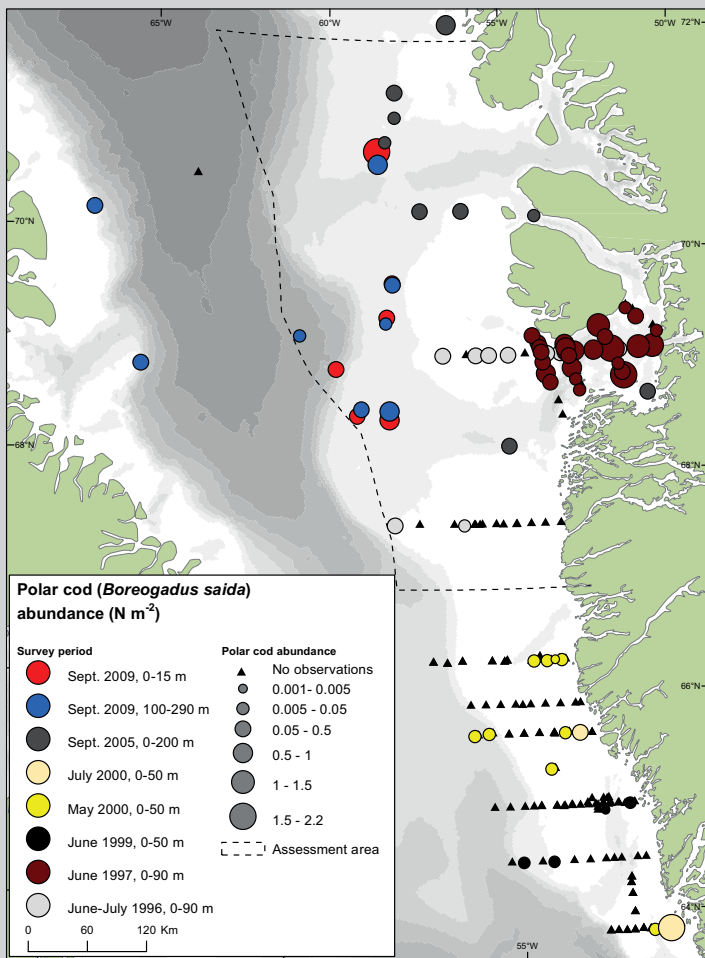 65°W 60°W 55°W 50°W
72°N
70°N 70°N
68°N 68°N
Polar cod (Boreogadus saida)
abundance (N m-2)
Survey period
Sept. 2009, 0-15 m
Sept. 2009, 100-290 m
Sept. 2005, 0-200 m
July 2000, 0-50 m
May 2000, 0-50 m
June 1999, 0-50 m
June 1997, 0-90 m
June-July 1996, 0-90 m
0 60 120 Km
Polar cod abundance
No observations
0.001 - 0.005
0.005 - 0.05
0.05 - 0.5
0.5 - 1
1 - 1.5
1.5 - 2.2
Assessment area
66°N
64°N
55°W